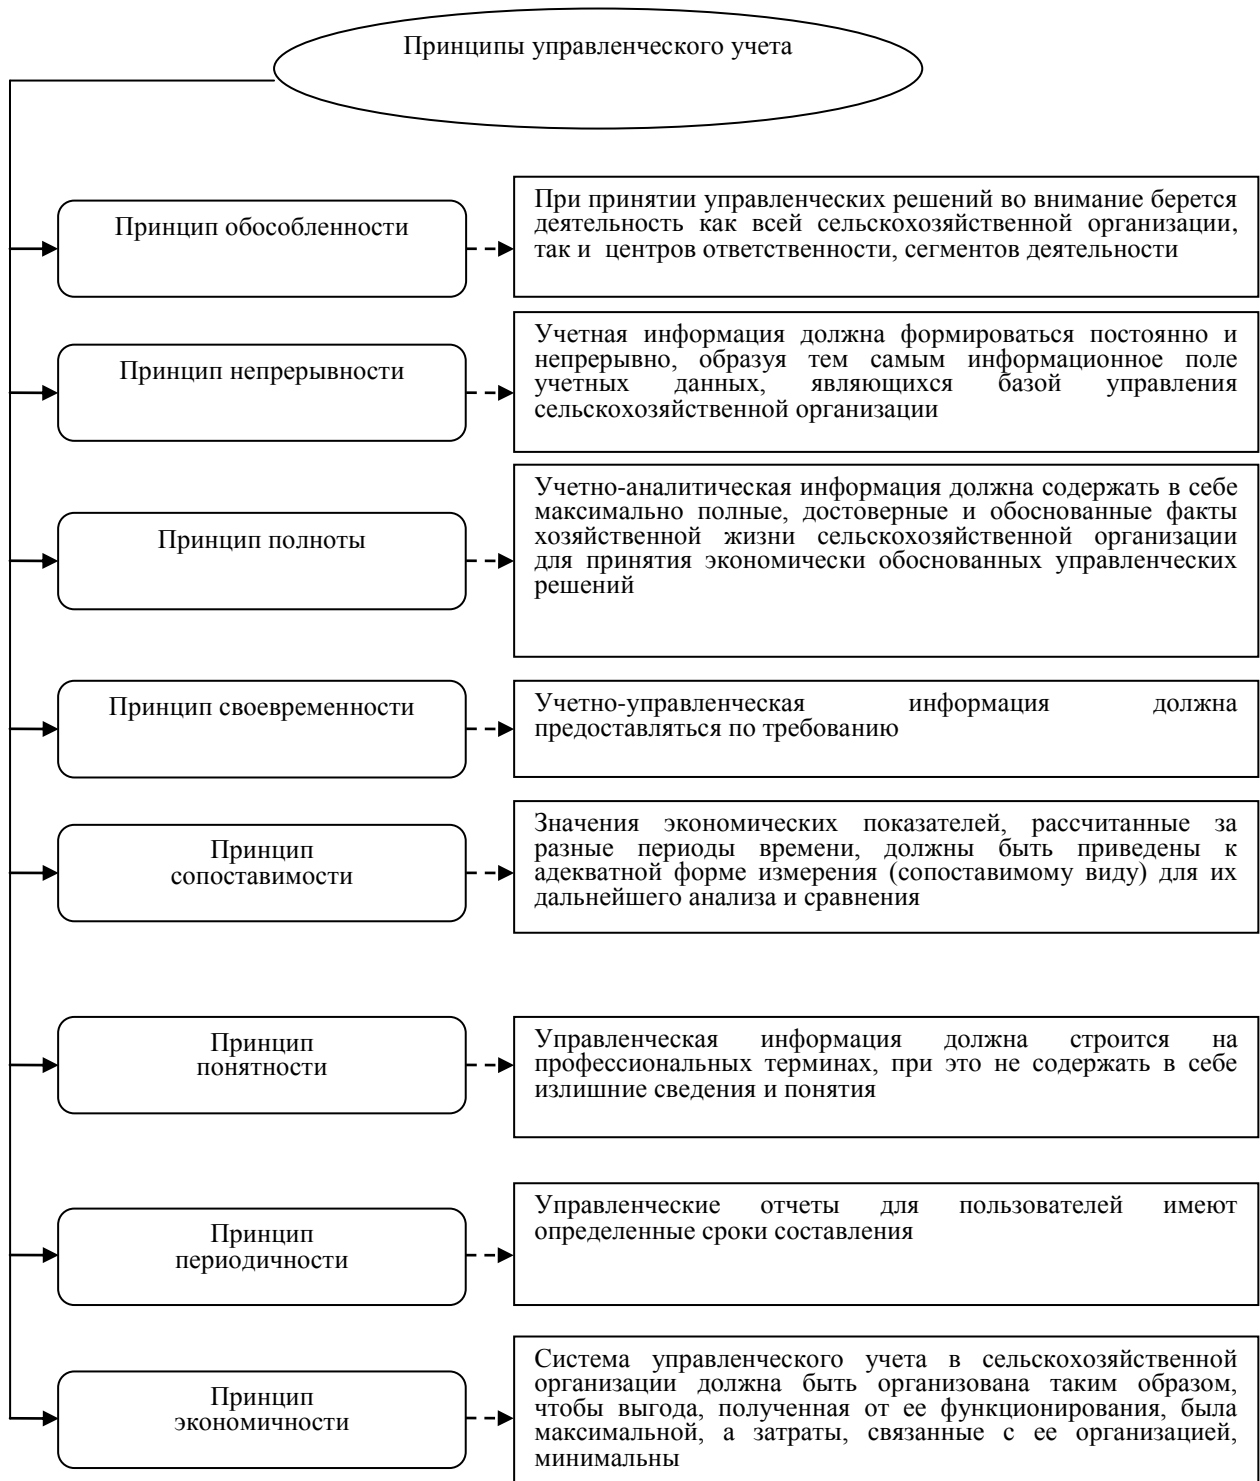 Принципы управленческого учета
Принцип обособленности
При принятии управленческих решений во внимание берется
деятельность как всей сельскохозяйственной организации,
так и центров ответственности, сегментов деятельности
Принцип непрерывности
Учетная информация должна формироваться постоянно и
непрерывно, образуя тем самым информационное поле
учетных данных, являющихся базой управления
сельскохозяйственной организации
Принцип полноты
Учетно-аналитическая информация должна содержать в себе
максимально полные, достоверные и обоснованные факты
хозяйственной жизни сельскохозяйственной организации
для принятия экономически обоснованных управленческих
решений
Принцип своевременности
Учетно-управленческая информация должна
предоставляться по требованию
Принцип
сопоставимости
Значения экономических показателей, рассчитанные за
разные периоды времени, должны быть приведены к
адекватной форме измерения (сопоставимому виду) для их
дальнейшего анализа и сравнения
Принцип
понятности
Управленческая информация должна строится на
профессиональных терминах, при это не содержать в себе
излишние сведения и понятия
Принцип
периодичности
Управленческие отчеты для пользователей имеют
определенные сроки составления
Принцип
экономичности
Система управленческого учета в сельскохозяйственной
организации должна быть организована таким образом,
чтобы выгода, полученная от ее функционирования, была
максимальной, а затраты, связанные с ее организацией,
минимальны